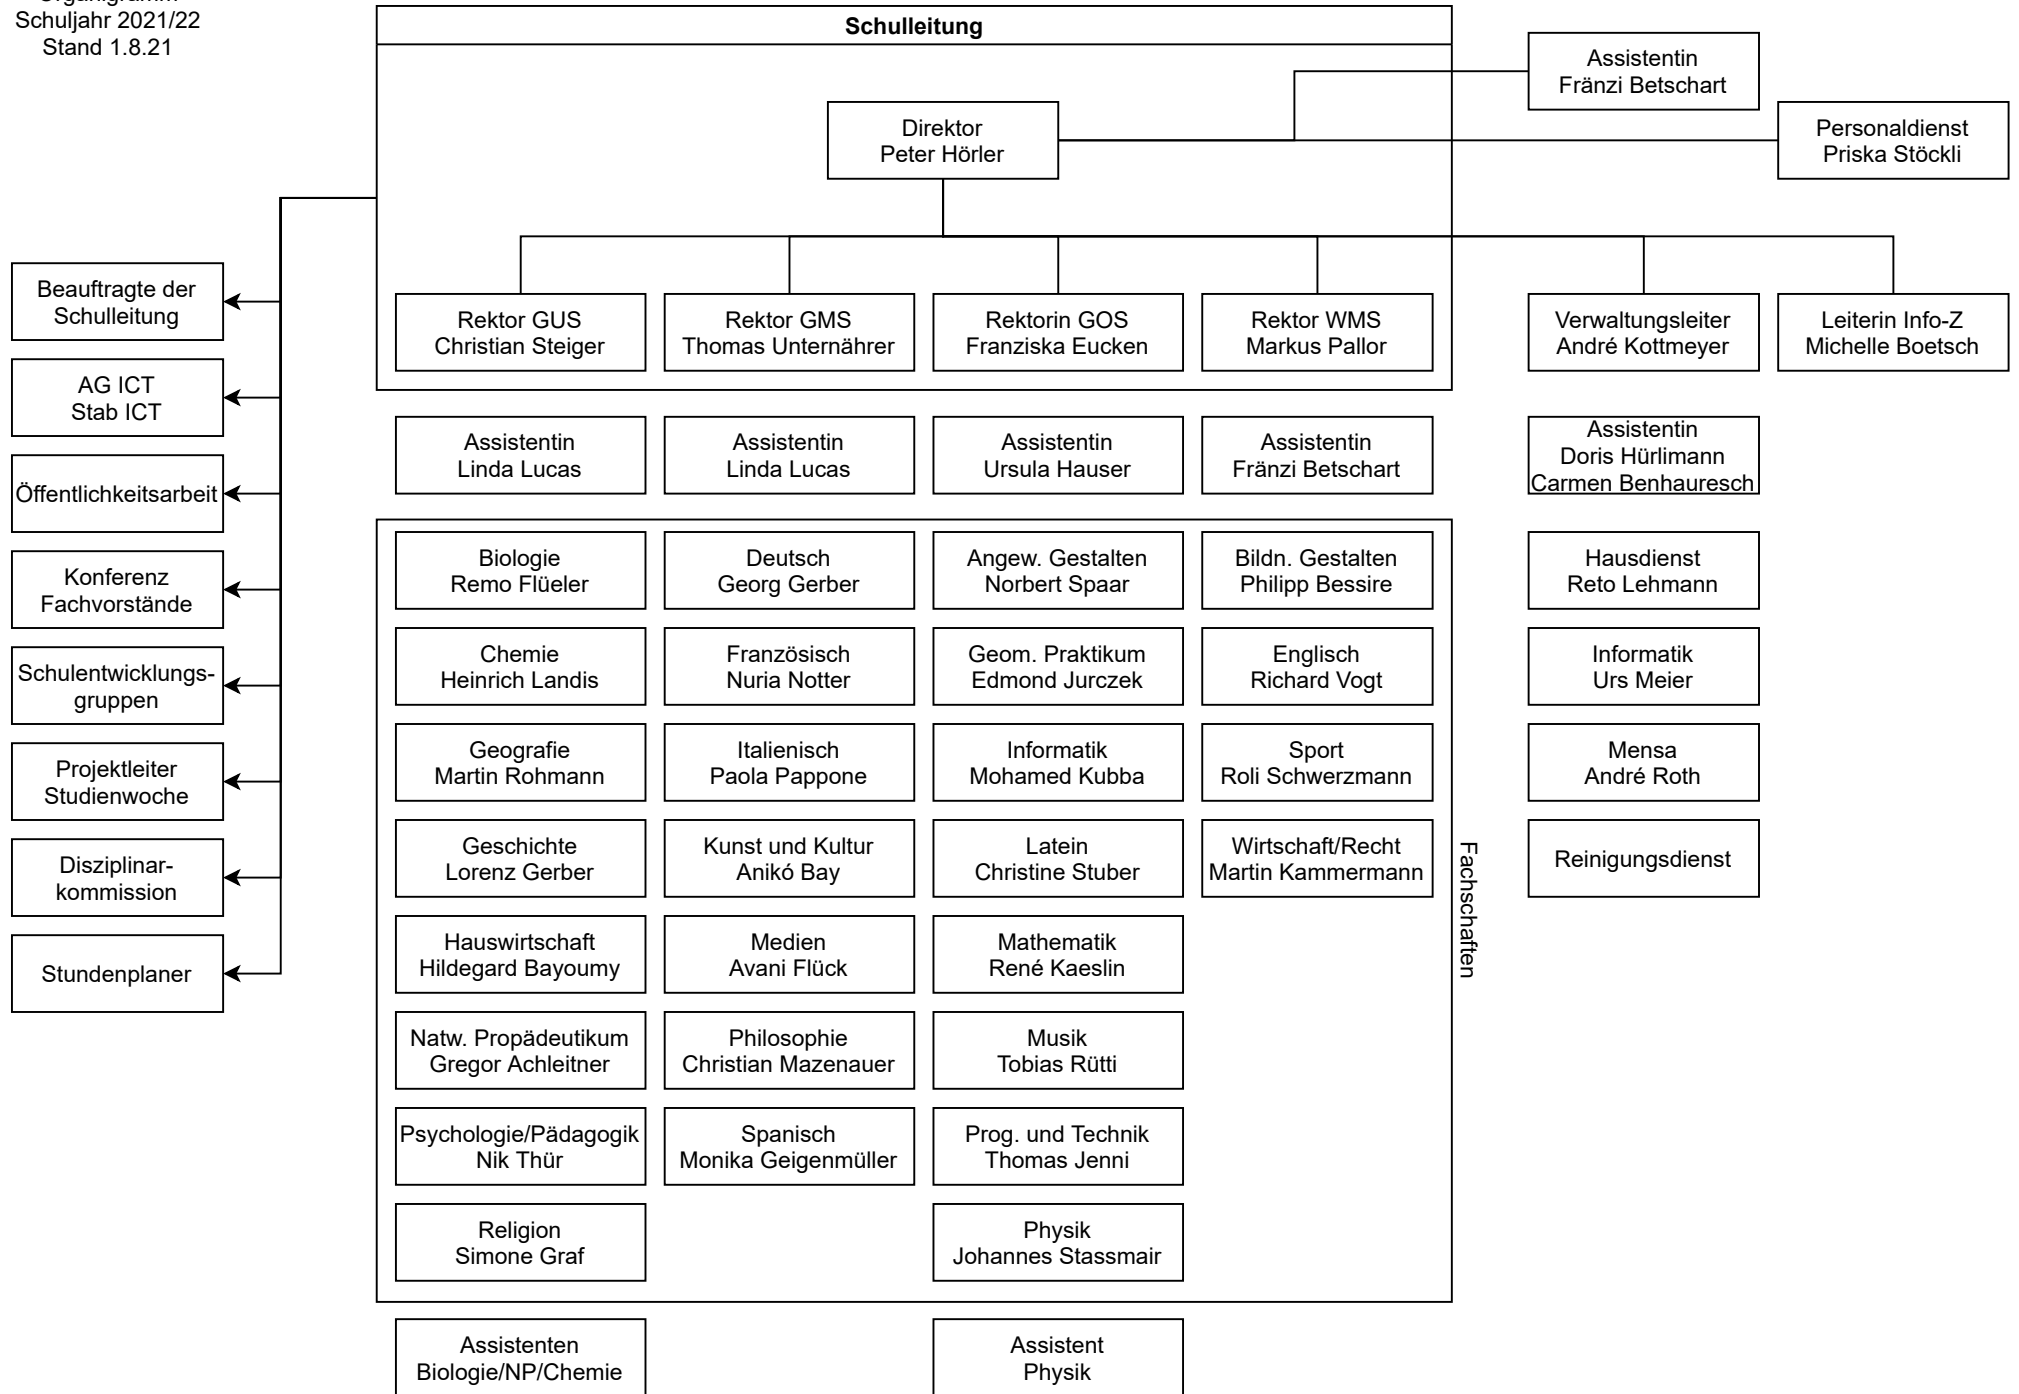 Organigramm
Schuljahr 2021/22
Stand 1.8.21
Schulleitung
Assistentin
Fränzi Betschart
Direktor
Peter Hörler
Personaldienst
Priska Stöckli
Beauftragte der
Schulleitung
AG ICT
Stab ICT
Öffentlichkeitsarbeit
Konferenz
Fachvorstände
Schulentwicklungs-
gruppen
Projektleiter
Studienwoche
Disziplinar-
kommission
Stundenplaner
Rektor GUS
Christian Steiger
Rektor GMS
Thomas Unternährer
Rektorin GOS
Franziska Eucken
Rektor WMS
Markus Pallor
Verwaltungsleiter
André Kottmeyer
Leiterin Info-Z
Michelle Boetsch
Assistentin
Linda Lucas
Assistentin
Linda Lucas
Assistentin
Ursula Hauser
Assistentin
Fränzi Betschart
Assistentin
Doris Hürlimann
Carmen Benhauresch
Biologie
Remo Flüeler
Deutsch
Georg Gerber
Angew. Gestalten
Norbert Spaar
Bildn. Gestalten
Philipp Bessire
Hausdienst
Reto Lehmann
Chemie
Heinrich Landis
Französisch
Nuria Notter
Geom. Praktikum
Edmond Jurczek
Englisch
Richard Vogt
Informatik
Urs Meier
Geografie
Martin Rohmann
Italienisch
Paola Pappone
Informatik
Mohamed Kubba
Sport
Roli Schwerzmann
Mensa
André Roth
Geschichte
Lorenz Gerber
Kunst und Kultur
Anikó Bay
Latein
Christine Stuber
Wirtschaft/Recht
Martin Kammermann
Reinigungsdienst
Fachschaften
Hauswirtschaft
Hildegard Bayoumy
Medien
Avani Flück
Mathematik
René Kaeslin
Natw. Propädeutikum
Gregor Achleitner
Philosophie
Christian Mazenauer
Musik
Tobias Rütti
Psychologie/Pädagogik
Nik Thür
Spanisch
Monika Geigenmüller
Prog. und Technik
Thomas Jenni
Religion
Simone Graf
Physik
Johannes Stassmair
Assistenten
Biologie/NP/Chemie
Assistent
Physik